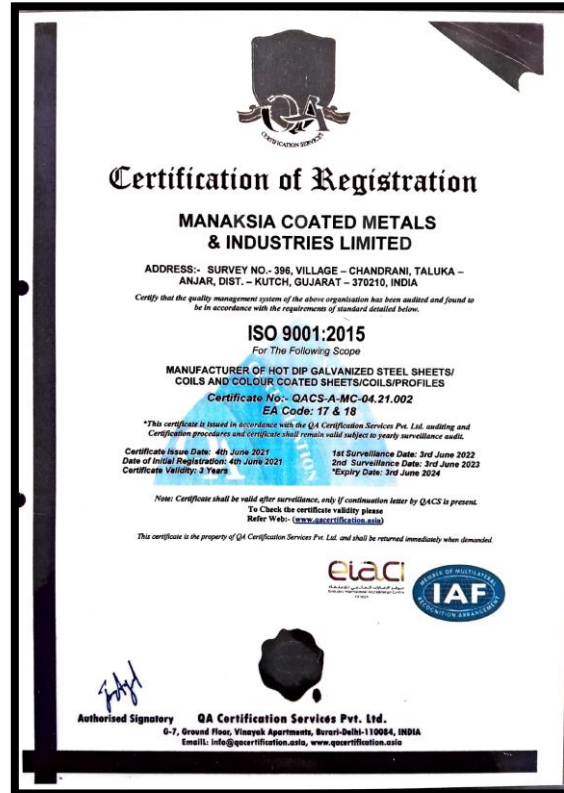 QA
CERTIFICATION SERVICES
Certification of Registration
MANAKSIA COATED METALS
& INDUSTRIES LIMITED
ADDRESS:- SURVEY NO.- 396, VILLAGE – CHANDRANI, TALUKA –
ANJAR, DIST. – KUTCH, GUJARAT – 370210, INDIA
Certify that the quality management system of the above organisation has been audited and found to
be in accordance with the requirements of standard detailed below.
ISO 9001:2015
For The Following Scope
MANUFACTURER OF HOT DIP GALVANIZED STEEL SHEETS/
COILS AND COLOUR COATED SHEETS/COILS/PROFILES
Certificate No:- QACS-A-MC-04.21.002
EA Code: 17 & 18
*This certificate is issued in accordance with the QA Certification Services Pvt. Ltd. auditing and
Certification procedures and certificate shall remain valid subject to yearly surveillance audit.
Certificate Issue Date: 4th June 2021
Date of Initial Registration: 4th June 2021
Certificate Validity: 3 Years
1st Surveillance Date: 3rd June 2022
2nd Surveillance Date: 3rd June 2023
*Expiry Date: 3rd June 2024
Note: Certificate shall be valid after surveillance, only if continuation letter by QACS is present.
To Check the certificate validity please
Refer Web:- (www.qacertification.asia)
This certificate is the property of QA Certification Services Pvt. Ltd. and shall be returned immediately when demanded
eiaci
MEMBER OF MULTILATERAL
IAF
RECOGNITION ARRANGEMENT
Authorised Signatory
QA Certification Services Pvt. Ltd.
G-7, Ground Floor, Vinayak Apartments, Burari-Delhi-110084, INDIA
Email: info@qacertification.asia, www.qacertification.asia